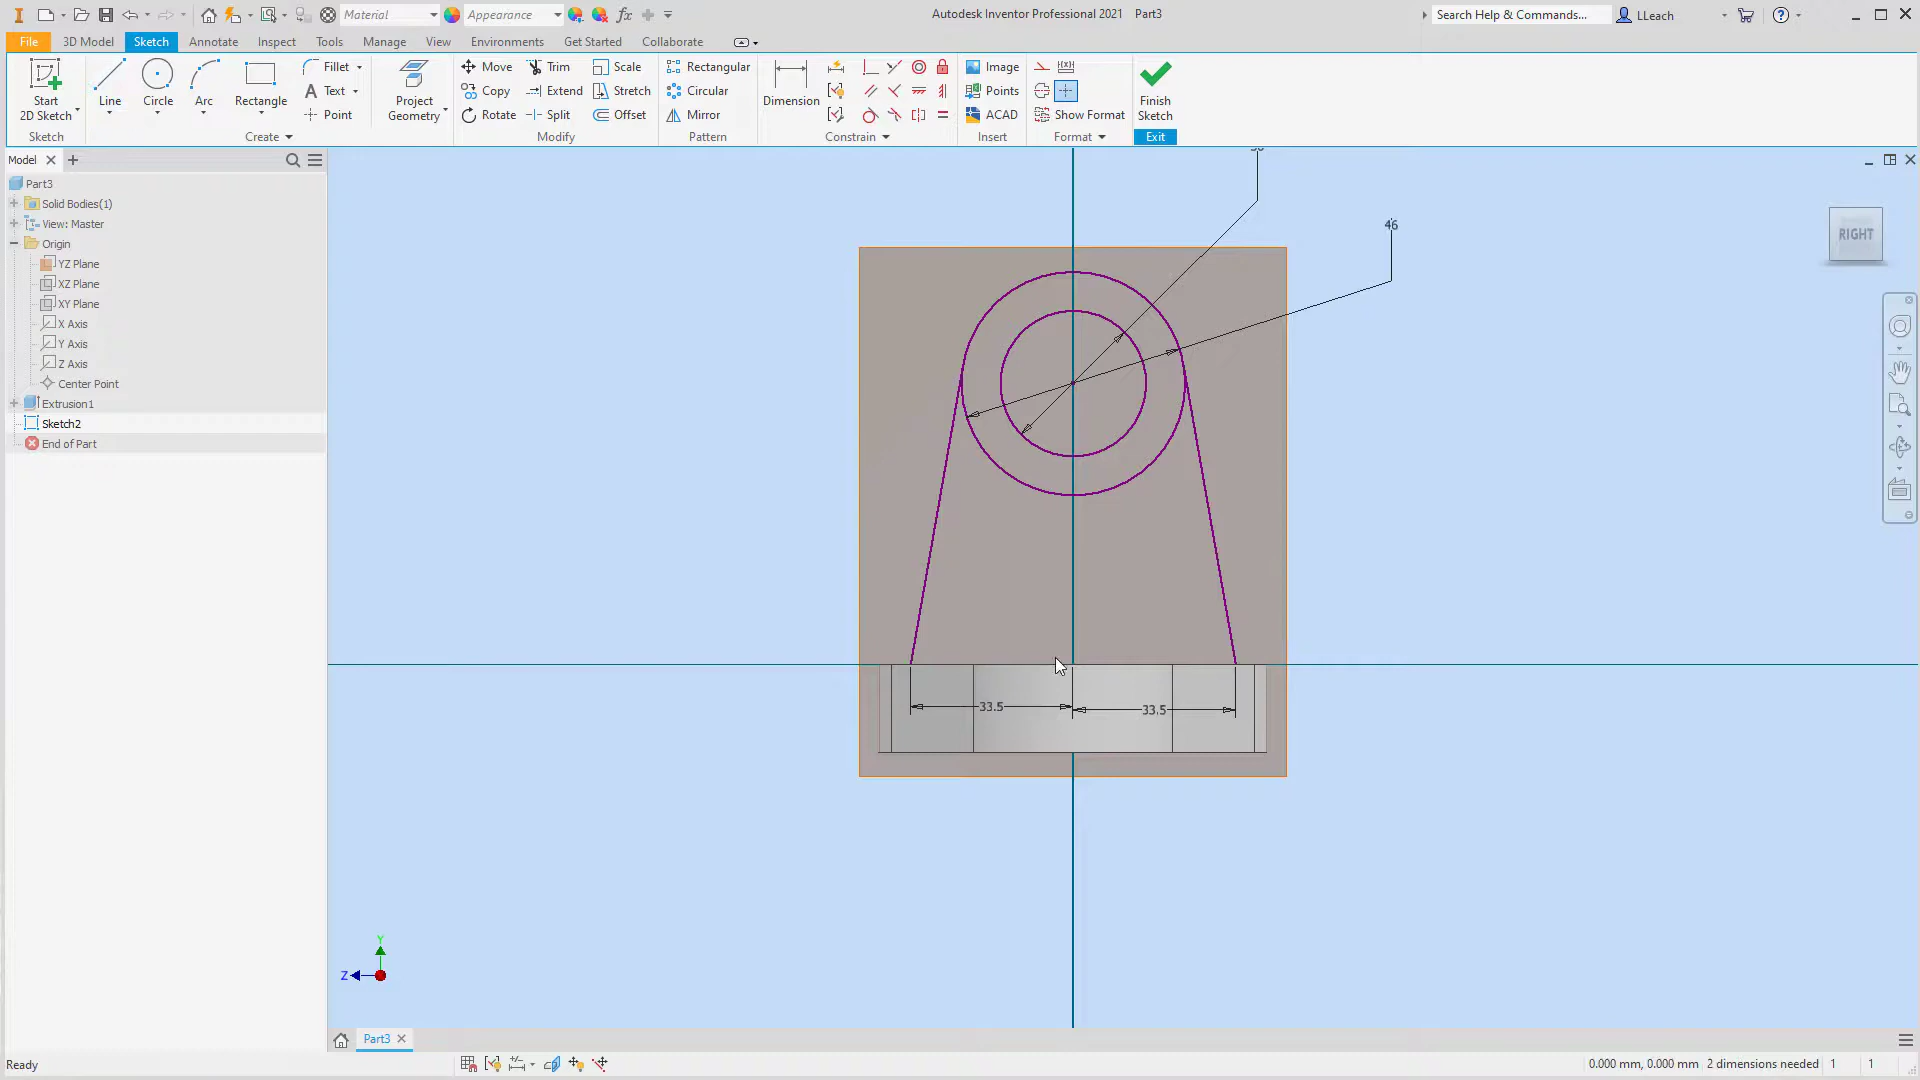 Material
Appearance
fx
Autodesk Inventor Professional 2021 Part3
Search Help & Commands...
LLeach
File 3D Model Sketch Annotate Inspect Tools Manage View Environments Get Started Collaborate
Start
2D Sketch
Line
Circle
Arc
Rectangle
Fillet
Text
Point
Project
Geometry
Move
Copy
Rotate
Trim
Extend
Split
Scale
Stretch
Offset
Rectangular
Circular
Mirror
Dimension
Image
Points
ACAD
Show Format
Finish
Sketch
Sketch Create Modify Pattern Constrain Insert Format Exit
Model
Part3
Solid Bodies(1)
View: Master
Origin
YZ Plane
XZ Plane
XY Plane
X Axis
Y Axis
Z Axis
Center Point
Extrusion1
Sketch2
End of Part
46
RIGHT
33.5
33.5
Y
Z
Part3
Ready
0.000 mm, 0.000 mm 2 dimensions needed 1 1